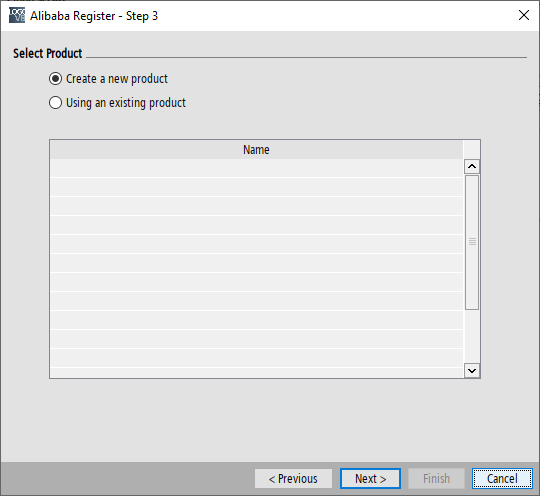 Alibaba Register - Step 3
Select Product
Create a new product
Using an existing product
Name
< Previous
Next >
Finish
Cancel